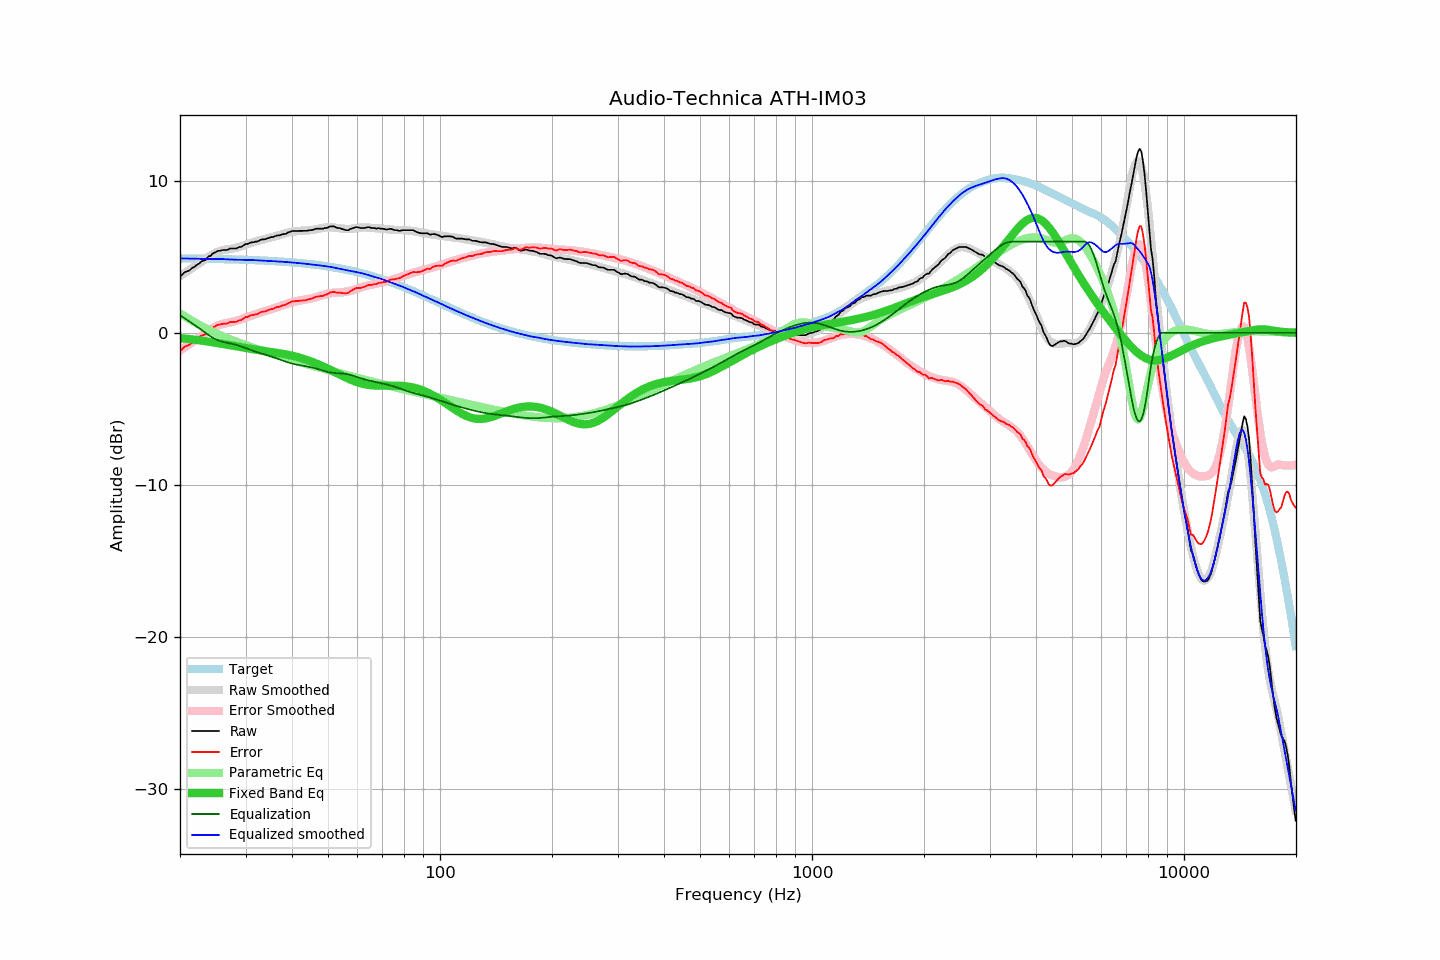 Audio-Technica ATH-IM03
10
0
−10
−20
−30
Amplitude (dBr)
Target
Raw Smoothed
Error Smoothed
Raw
Error
Parametric Eq
Fixed Band Eq
Equalization
Equalized smoothed
100 1000 10000
Frequency (Hz)